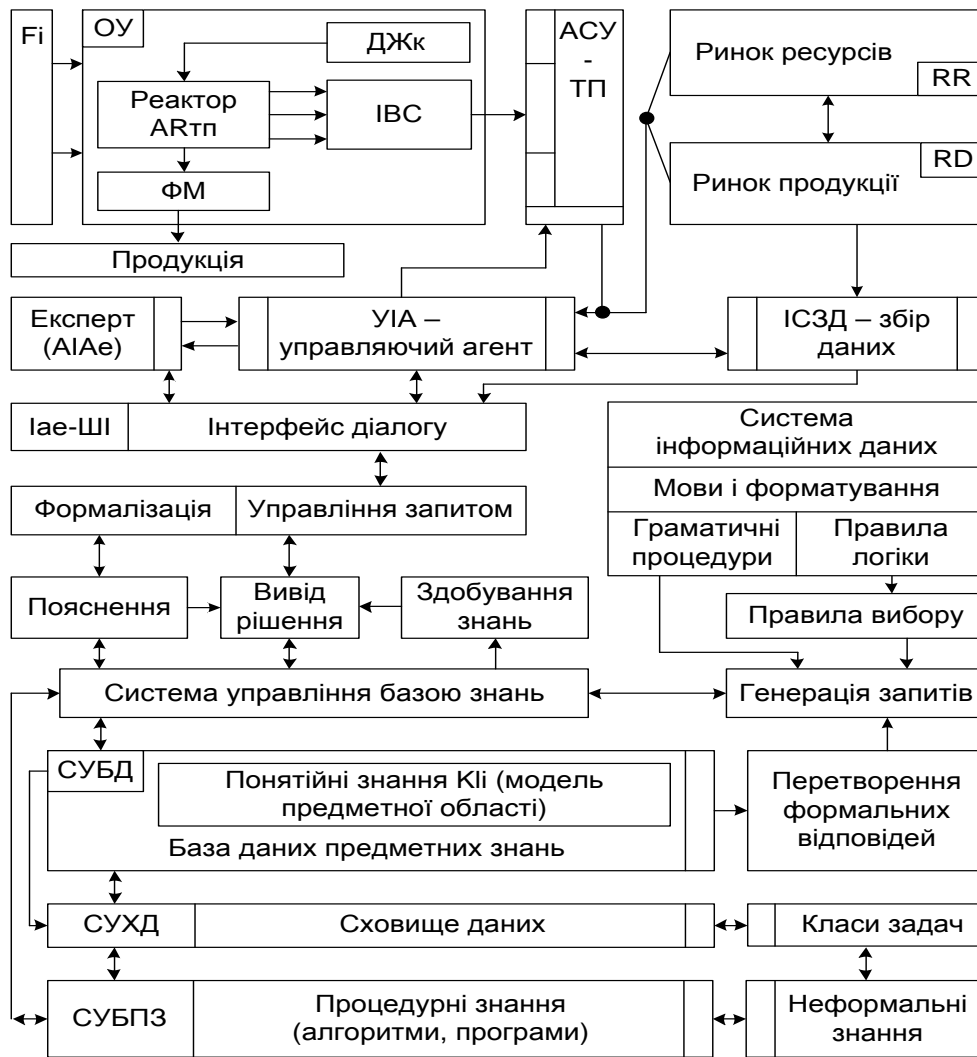 Fi
ОУ
ДЖк
Реактор
ARтп
ІВС
ФМ
Продукція
АСУ
-
ТП
Ринок ресурсів
RR
RD
Ринок продукції
Експерт
(АІАе)
УІА –
управляючий агент
ІСЗД – збір
даних
Іае-ШІ
Інтерфейс діалогу
Система
інформаційних даних
Мови і форматування
Граматичні
процедури
Правила
логіки
Формалізація
Управління запитом
Пояснення
Вивід
рішення
Здобування
знань
Правила вибору
Система управління базою знань
Генерація запитів
СУБД
Понятійні знання Kli (модель
предметної області)
База даних предметних знань
Перетворення
формальних
відповідей
СУХД
Сховище даних
Класи задач
СУБПЗ
Процедурні знання
(алгоритми, програми)
Неформальні
знання